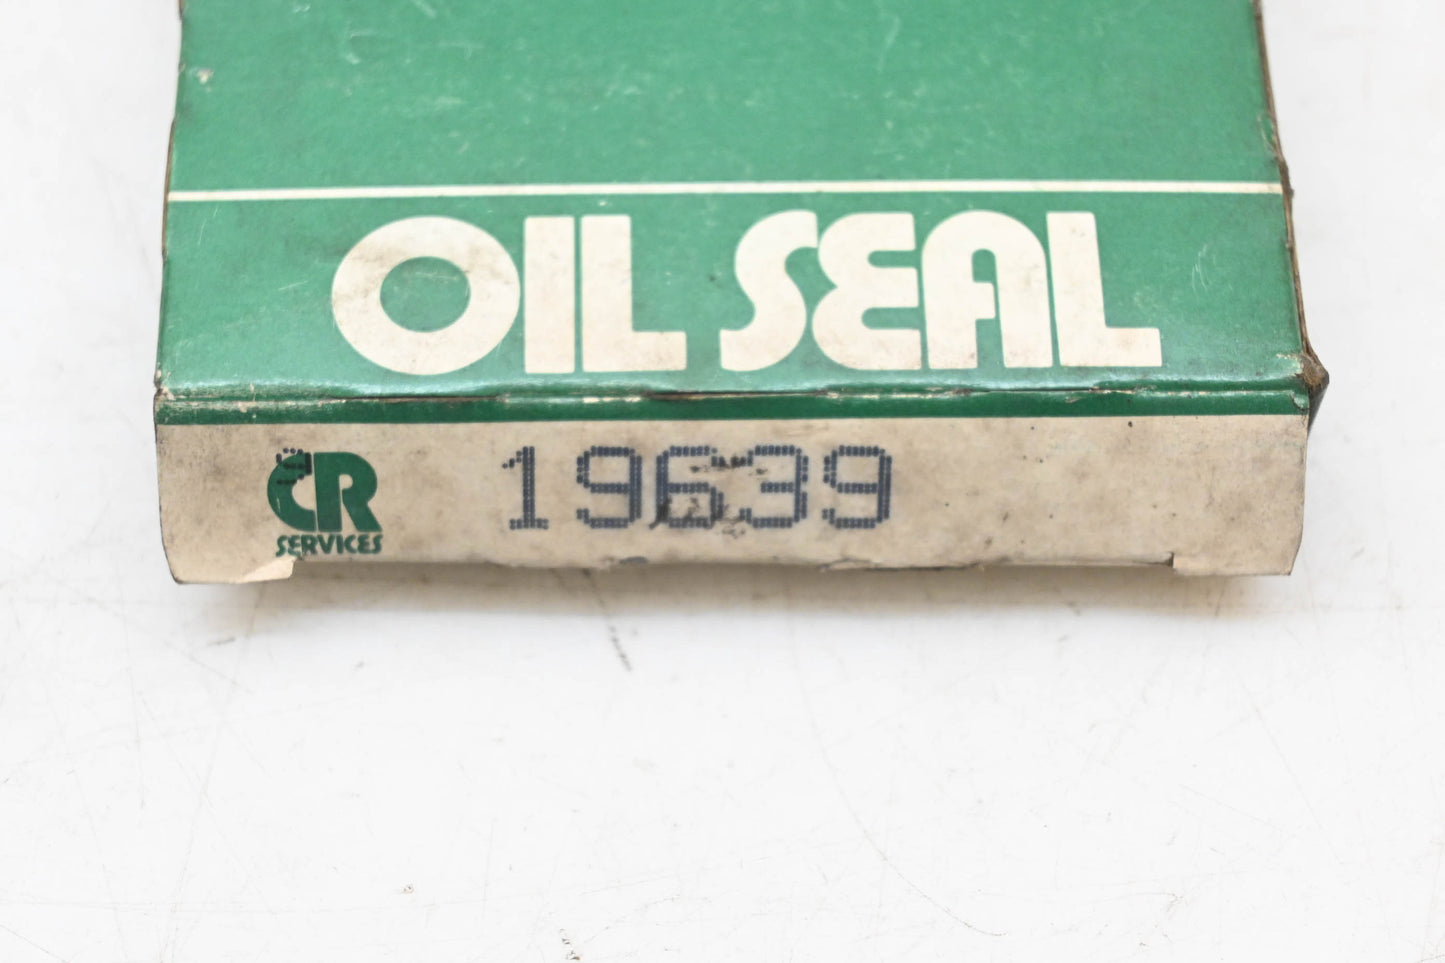 OIL SEAL
CR 19639
SERVICES